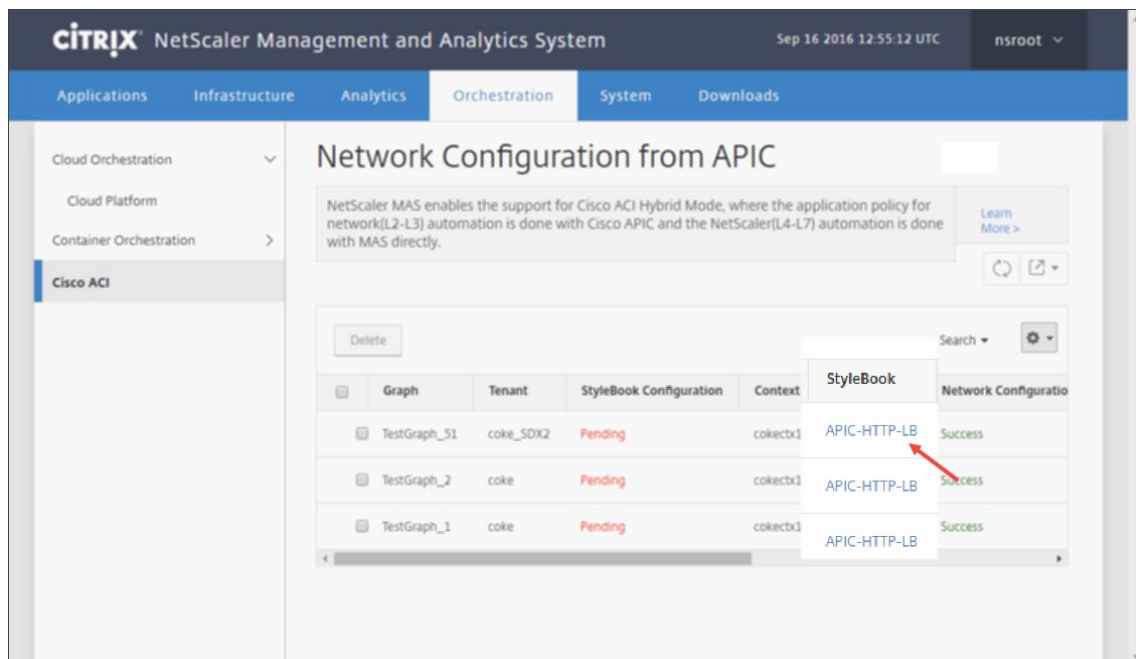 CITRIX NetScaler Management and Analytics System Sep 16 2016 12:55:12 UTC nsroot
Applications Infrastructure Analytics Orchestration System Downloads
Cloud Orchestration
Cloud Platform
Container Orchestration
Cisco ACI
Network Configuration from APIC
NetScaler MAS enables the support for Cisco ACI Hybrid Mode, where the application policy for
network(L2-L3) automation is done with Cisco APIC and the NetScaler(L4-L7) automation is done
with MAS directly.
Learn
More >
Delete Search
Graph Tenant StyleBook Configuration Context StyleBook Network Configuratio
TestGraph_51 coke_SDX2 Pending cokectx1 APIC-HTTP-LB Success
TestGraph_2 coke Pending cokectx1 APIC-HTTP-LB Success
TestGraph_1 coke Pending cokectx1 APIC-HTTP-LB Success